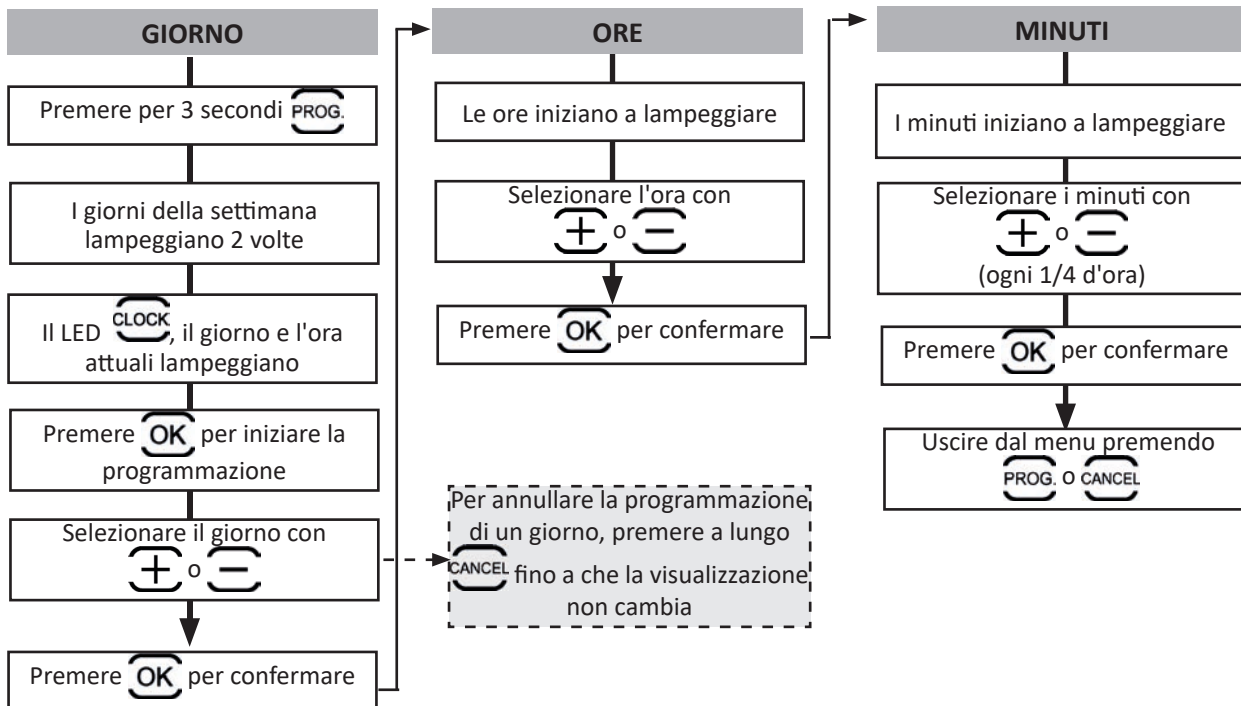 GIORNO
Premere per 3 secondi PROG.
I giorni della settimana
lampeggiano 2 volte
Il LED CLOCK, il giorno e l'ora
attuali lampeggiano
Premere OK per iniziare la
programmazione
Selezionare il giorno con
+ o −
Premere OK per confermare
Per annullare la programmazione
di un giorno, premere a lungo
CANCEL fino a che la visualizzazione
non cambia
ORE
Le ore iniziano a lampeggiare
Selezionare l'ora con
+ o −
Premere OK per confermare
MINUTI
I minuti iniziano a lampeggiare
Selezionare i minuti con
+ o −
(ogni 1/4 d'ora)
Premere OK per confermare
Uscire dal menu premendo
PROG. o CANCEL